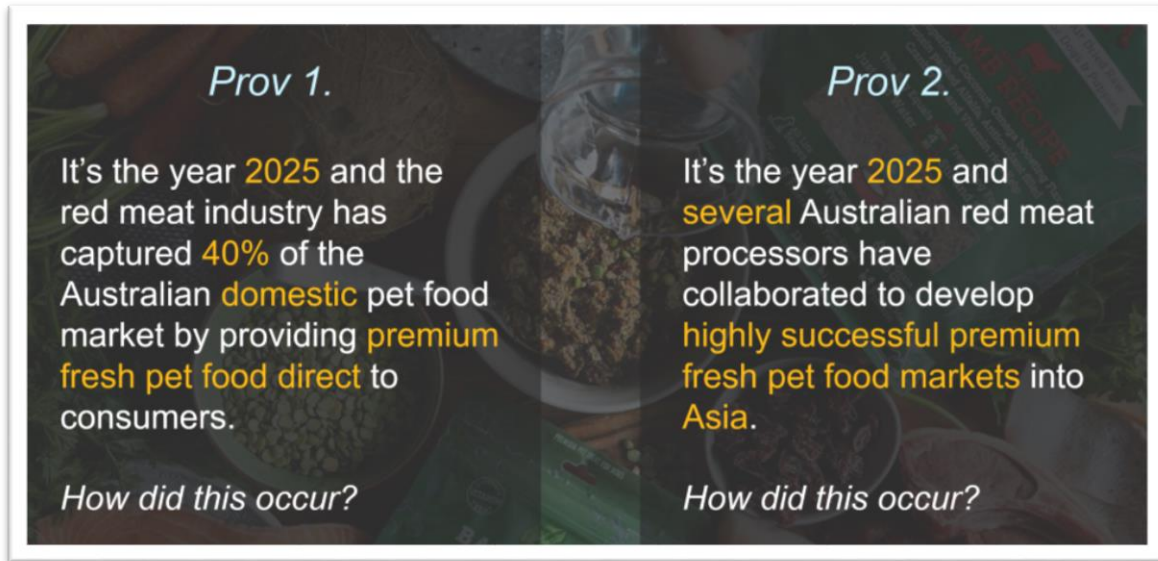 Prov 1.
It's the year 2025 and the
red meat industry has
captured 40% of the
Australian domestic pet food
market by providing premium
fresh pet food direct to
consumers.
How did this occur?
Prov 2.
It's the year 2025 and
several Australian red meat
processors have
collaborated to develop
highly successful premium
fresh pet food markets into
Asia.
How did this occur?